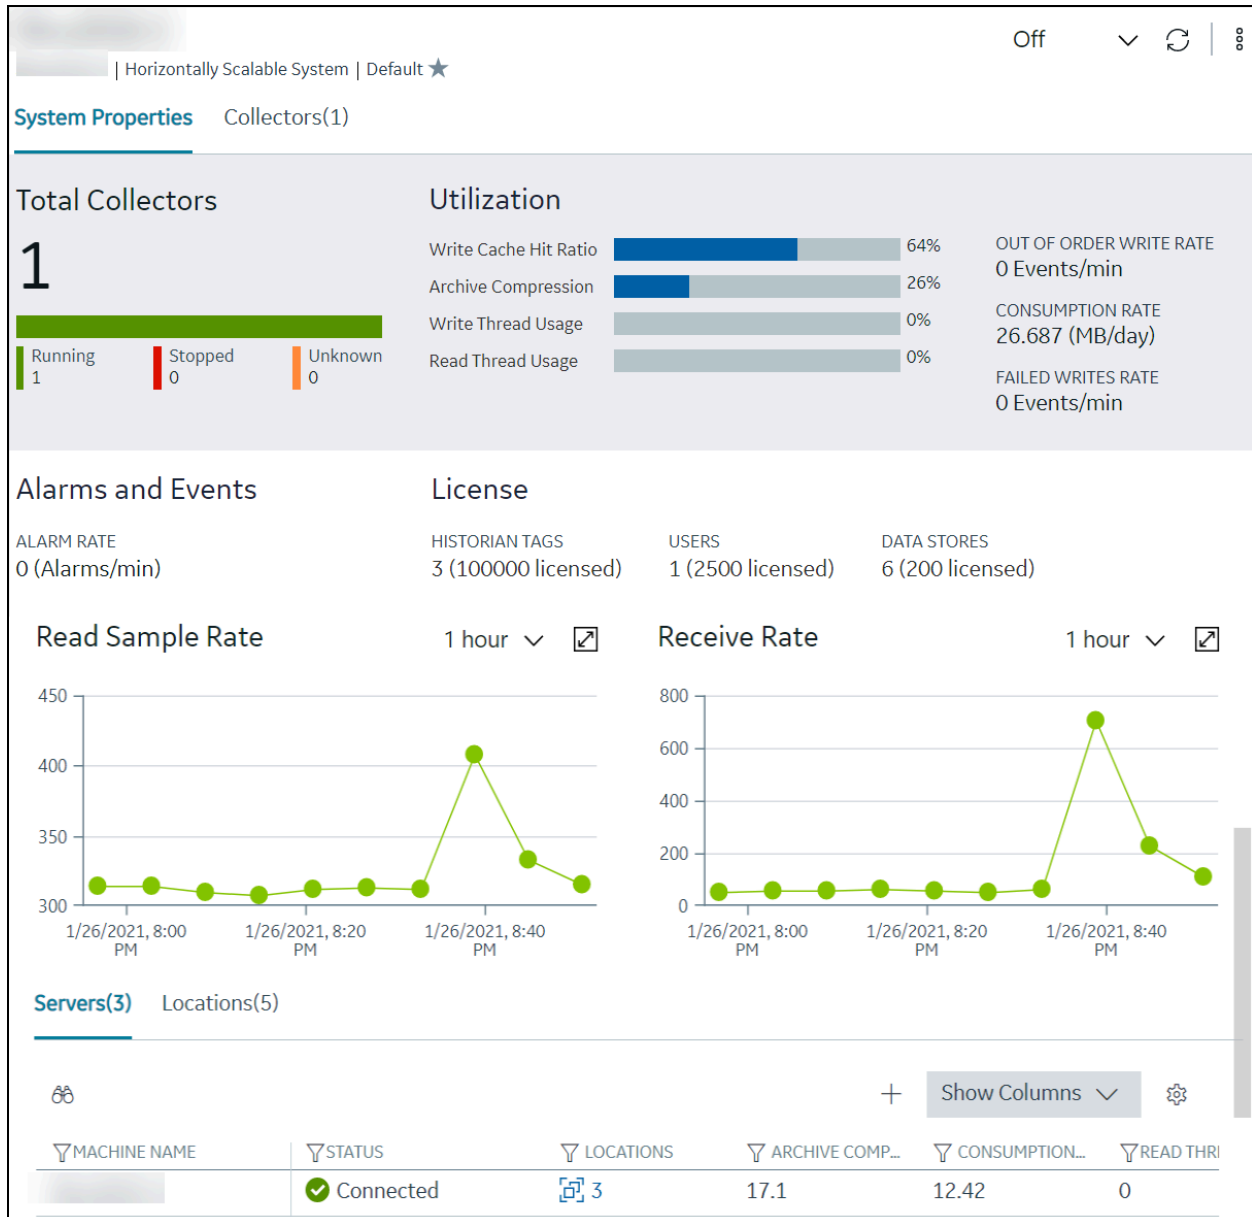 Off
| Horizontally Scalable System | Default
System Properties Collectors(1)
Total Collectors
1
Running
1
Stopped
0
Unknown
0
Utilization
Write Cache Hit Ratio 64%
Archive Compression 26%
Write Thread Usage 0%
Read Thread Usage 0%
OUT OF ORDER WRITE RATE
0 Events/min
CONSUMPTION RATE
26.687 (MB/day)
FAILED WRITES RATE
0 Events/min
Alarms and Events
ALARM RATE
0 (Alarms/min)
License
HISTORIAN TAGS
3 (100000 licensed)
USERS
1 (2500 licensed)
DATA STORES
6 (200 licensed)
Read Sample Rate 1 hour
450
400
350
300
1/26/2021, 8:00
PM
1/26/2021, 8:20
PM
1/26/2021, 8:40
PM
Receive Rate 1 hour
800
600
400
200
0
1/26/2021, 8:00
PM
1/26/2021, 8:20
PM
1/26/2021, 8:40
PM
Servers(3) Locations(5)
Show Columns
MACHINE NAME STATUS LOCATIONS ARCHIVE COMP... CONSUMPTION... READ THRI
Connected 3 17.1 12.42 0